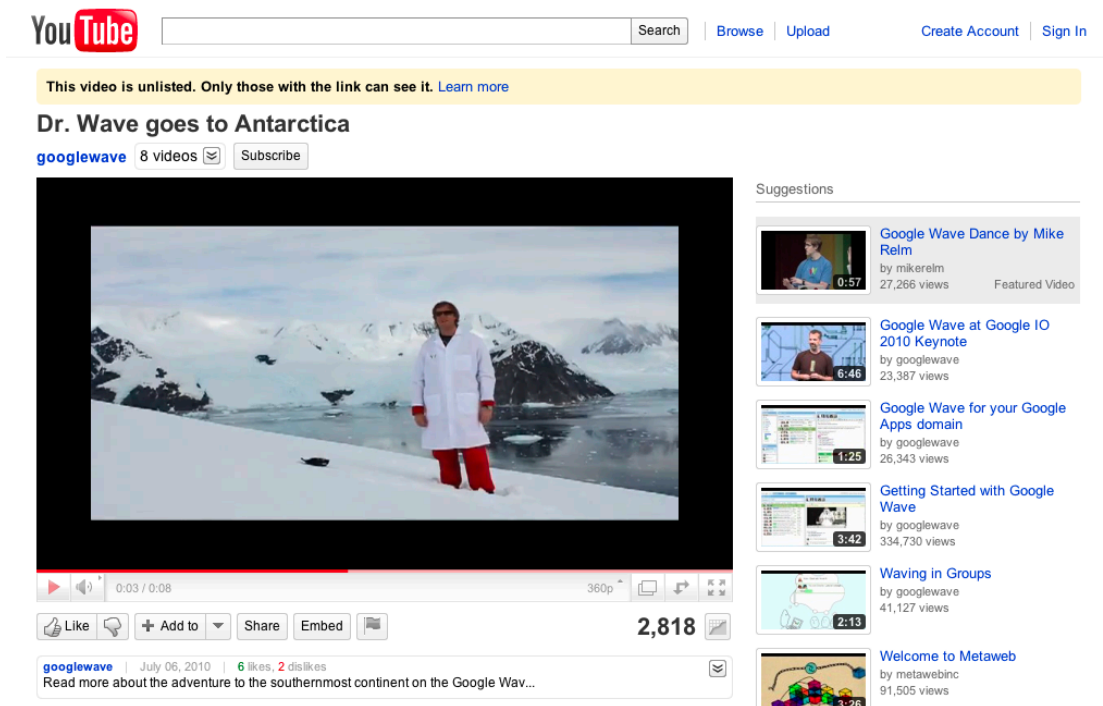 YouTube
Search
Browse
Upload
Create Account
Sign In
This video is unlisted. Only those with the link can see it. Learn more
Dr. Wave goes to Antarctica
googlewave 8 videos Subscribe
Suggestions
0:57
Google Wave Dance by Mike
Relm
by mikerelm
27,266 views Featured Video
6:46
Google Wave at Google IO
2010 Keynote
by googlewave
23,387 views
1:25
Google Wave for your Google
Apps domain
by googlewave
26,343 views
3:42
Getting Started with Google
Wave
by googlewave
334,730 views
2:13
Waving in Groups
by googlewave
41,127 views
3:26
Welcome to Metaweb
by metawebinc
91,505 views
0:03 / 0:08 360p
Like Add to Share Embed 2,818
googlewave | July 06, 2010 | 6 likes, 2 dislikes
Read more about the adventure to the southernmost continent on the Google Wav...